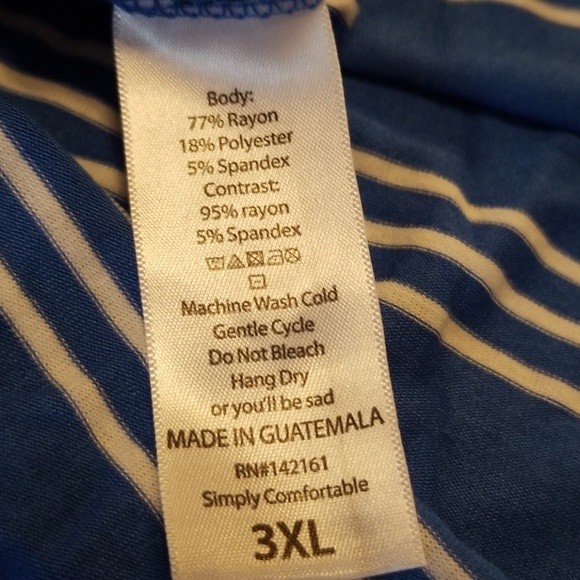 Body:
77% Rayon
18% Polyester
5% Spandex
Contrast:
95% rayon
5% Spandex
Machine Wash Cold
Gentle Cycle
Do Not Bleach
Hang Dry
or you'll be sad
MADE IN GUATEMALA
RN#142161
Simply Comfortable
3XL